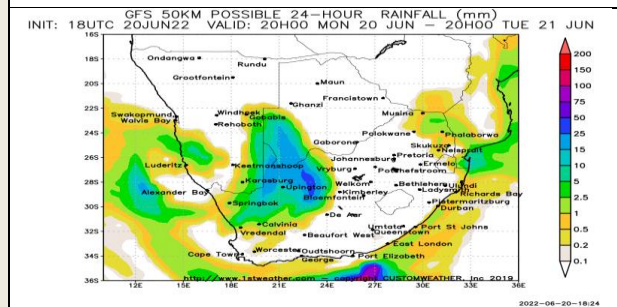 GFS 50KM POSSIBLE 24-HOUR RAINFALL (mm)
INIT: 18UTC 20JUN22 VALID: 20H00 MON 20 JUN - 20H00 TUE 21 JUN
16S
Ondangwa
Rundu
18S
Grootfontein
Maun
20S
Francistown
Ghanzi
22S
Musina
Swakopmund
Windhoek
Gobabis
Walvis Bay
Rehoboth
Polokwane
Phalaborwa
24S
Gaborone
Skukuza
Pretoria
Nelspruit
Johannesburg
26S
Luderitz
Keetmanshoop
Vryburg
Ermelo
Potchefstroom
Karasburg
Welkom
Bethlehem
Ulundi
28S
Alexander Bay
Upington
Kimberley
Ladysmith
Richards Bay
Bloemfontein
Springbok
Pietermaritzburg
30S
De Aar
Durban
Calvinia
Umtata
Port St Johns
Vredendal
Beaufort West
Queenstown
32S
East London
Worcester
Oudtshoorn
Cape Town
George
Port Elizabeth
34S
http://www.1stweather.com - copyright CUSTOMWEATHER, Inc 2019
36S
12E 15E 18E 21E 24E 27E 30E 33E 36E
200
150
100
75
50
25
15
10
5
2.5
1
0.5
0.2
0.1
2022-06-20-18:24